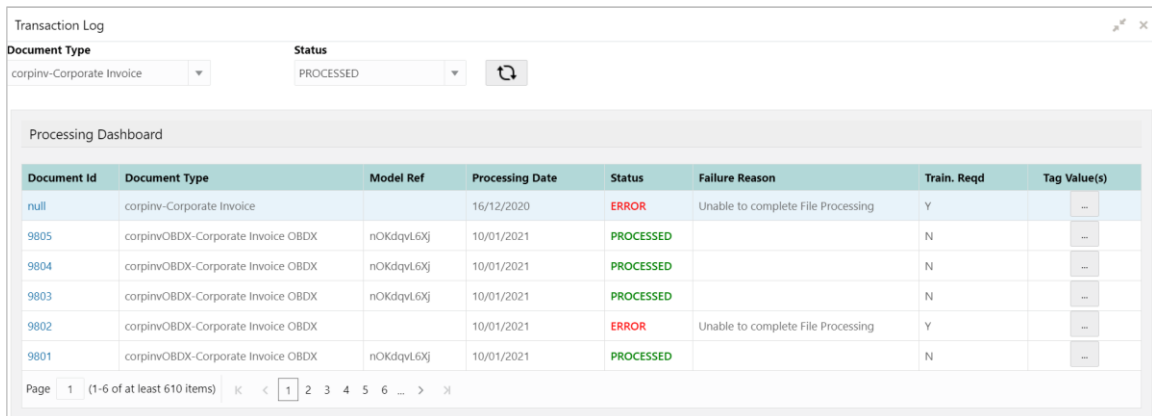 Transaction Log
Document Type Status
corpinv-Corporate Invoice PROCESSED
Processing Dashboard
Document Id Document Type Model Ref Processing Date Status Failure Reason Train. Reqd Tag Value(s)
null corpinv-Corporate Invoice 16/12/2020 ERROR Unable to complete File Processing Y ...
9805 corpinvOBDX-Corporate Invoice OBDX nOKdqvL6Xj 10/01/2021 PROCESSED N ...
9804 corpinvOBDX-Corporate Invoice OBDX nOKdqvL6Xj 10/01/2021 PROCESSED N ...
9803 corpinvOBDX-Corporate Invoice OBDX nOKdqvL6Xj 10/01/2021 PROCESSED N ...
9802 corpinvOBDX-Corporate Invoice OBDX 10/01/2021 ERROR Unable to complete File Processing Y ...
9801 corpinvOBDX-Corporate Invoice OBDX nOKdqvL6Xj 10/01/2021 PROCESSED N ...
Page 1 (1-6 of at least 610 items) 1 2 3 4 5 6 ...